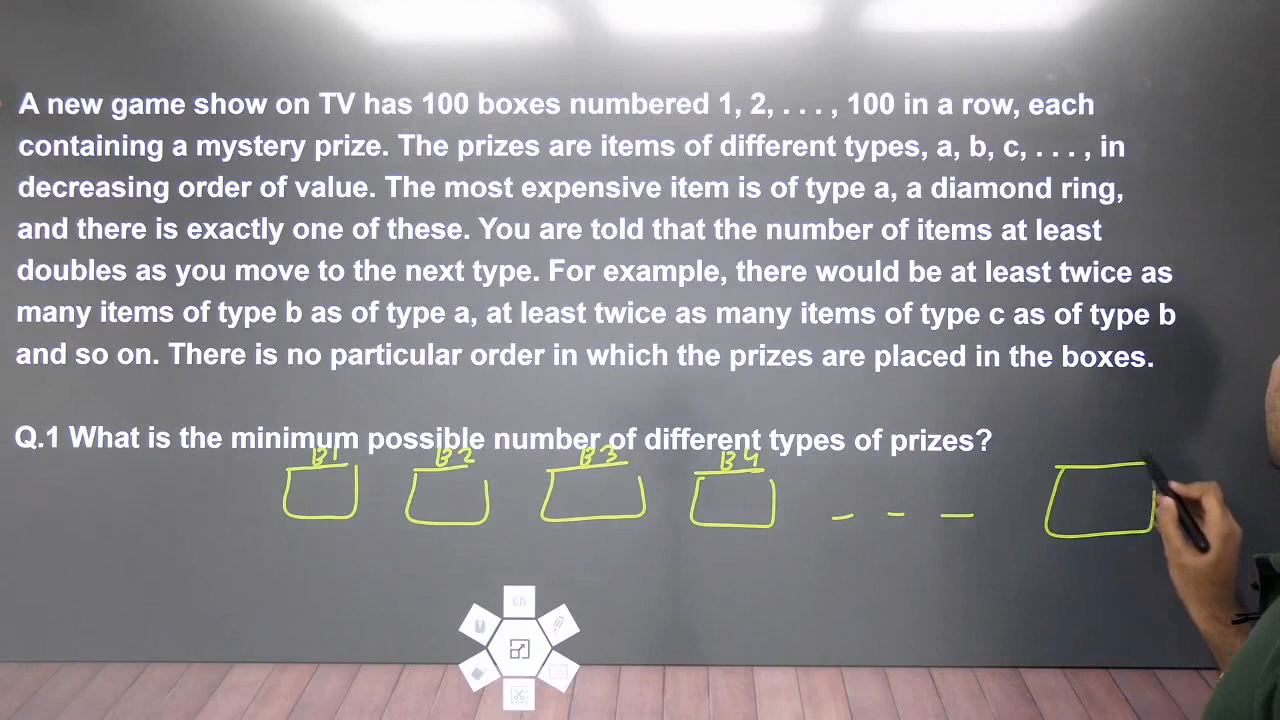 A new game show on TV has 100 boxes numbered 1, 2, . . . , 100 in a row, each
containing a mystery prize. The prizes are items of different types, a, b, c, . . . , in
decreasing order of value. The most expensive item is of type a, a diamond ring,
and there is exactly one of these. You are told that the number of items at least
doubles as you move to the next type. For example, there would be at least twice as
many items of type b as of type a, at least twice as many items of type c as of type b
and so on. There is no particular order in which the prizes are placed in the boxes.
Q.1 What is the minimum possible number of different types of prizes?
B1 B2 B3 B4
En